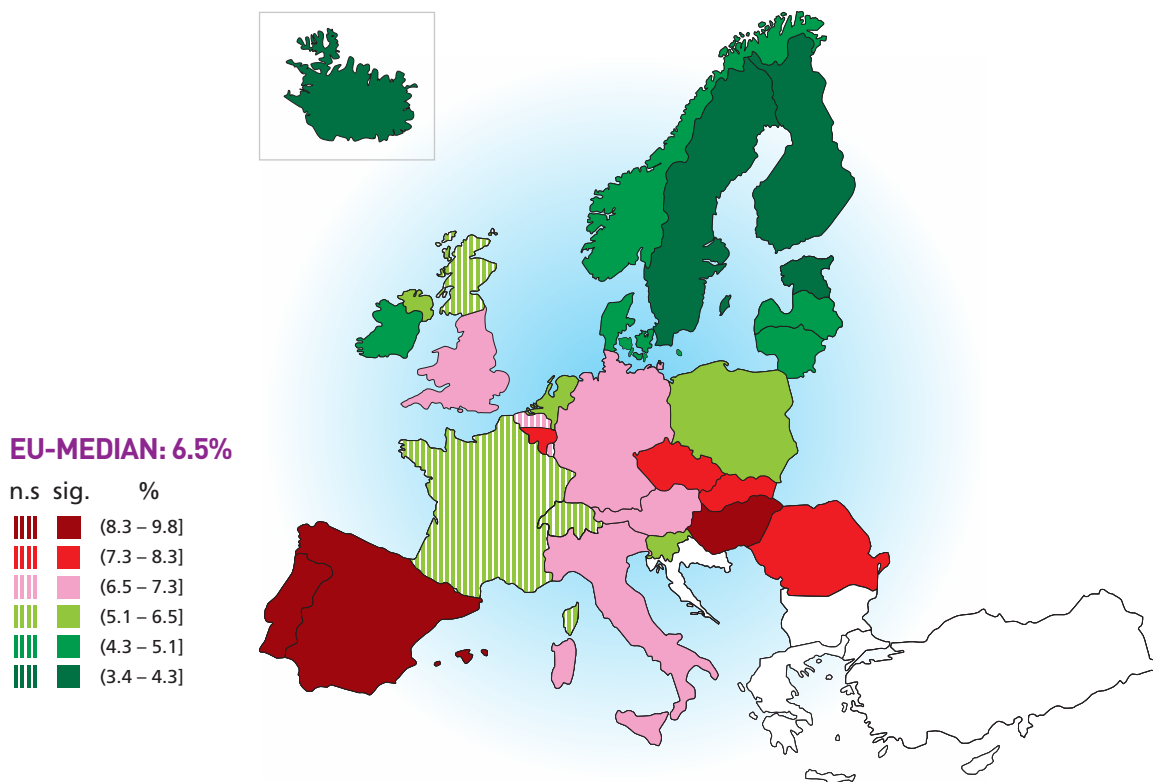 EU-MEDIAN: 6.5%
n.s sig. %
(8.3 – 9.8]
(7.3 – 8.3]
(6.5 – 7.3]
(5.1 – 6.5]
(4.3 – 5.1]
(3.4 – 4.3]